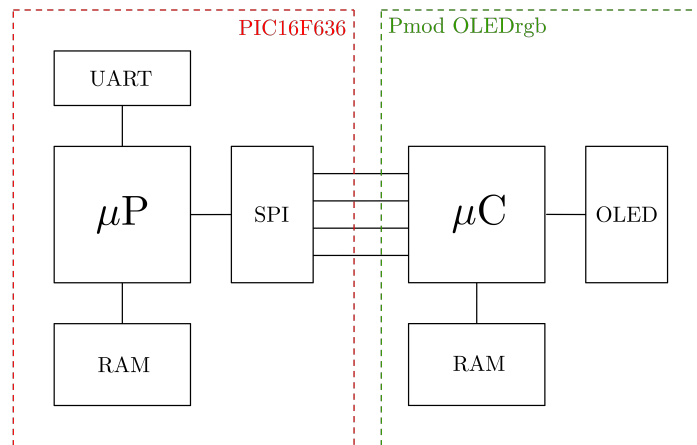 PIC16F636
Pmod OLEDrgb
UART
μP
SPI
μC
OLED
RAM
RAM